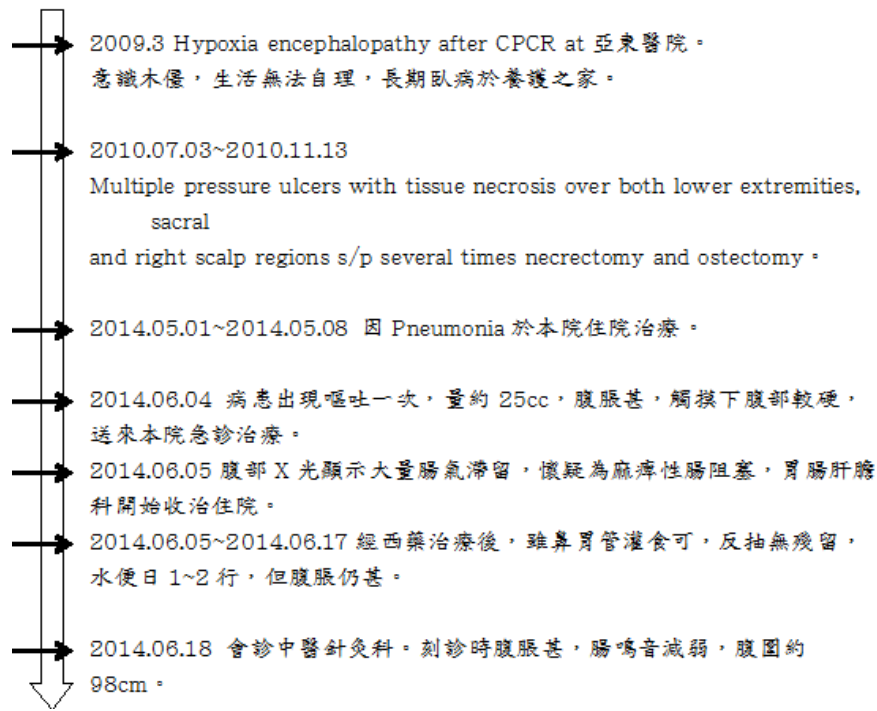 2009.3 Hypoxia encephalopathy after CPCR at 亞東醫院。
意識木僵，生活無法自理，長期臥病於養護之家。
2010.07.03~2010.11.13
Multiple pressure ulcers with tissue necrosis over both lower extremities,
sacral
and right scalp regions s/p several times necrectomy and ostectomy。
2014.05.01~2014.05.08 因 Pneumonia 於本院住院治療。
2014.06.04 病患出現嘔吐一次，量約 25cc，腹脹甚，觸摸下腹部較硬，
送來本院急診治療。
2014.06.05 腹部 X 光顯示大量腸氣滯留，懷疑為麻痺性腸阻塞，胃腸肝膽
科開始收治住院。
2014.06.05~2014.06.17 經西藥治療後，雖鼻胃管灌食可，反抽無殘留，
水便日 1~2 行，但腹脹仍甚。
2014.06.18 會診中醫針灸科。刻診時腹脹甚，腸鳴音減弱，腹圍約
98cm。